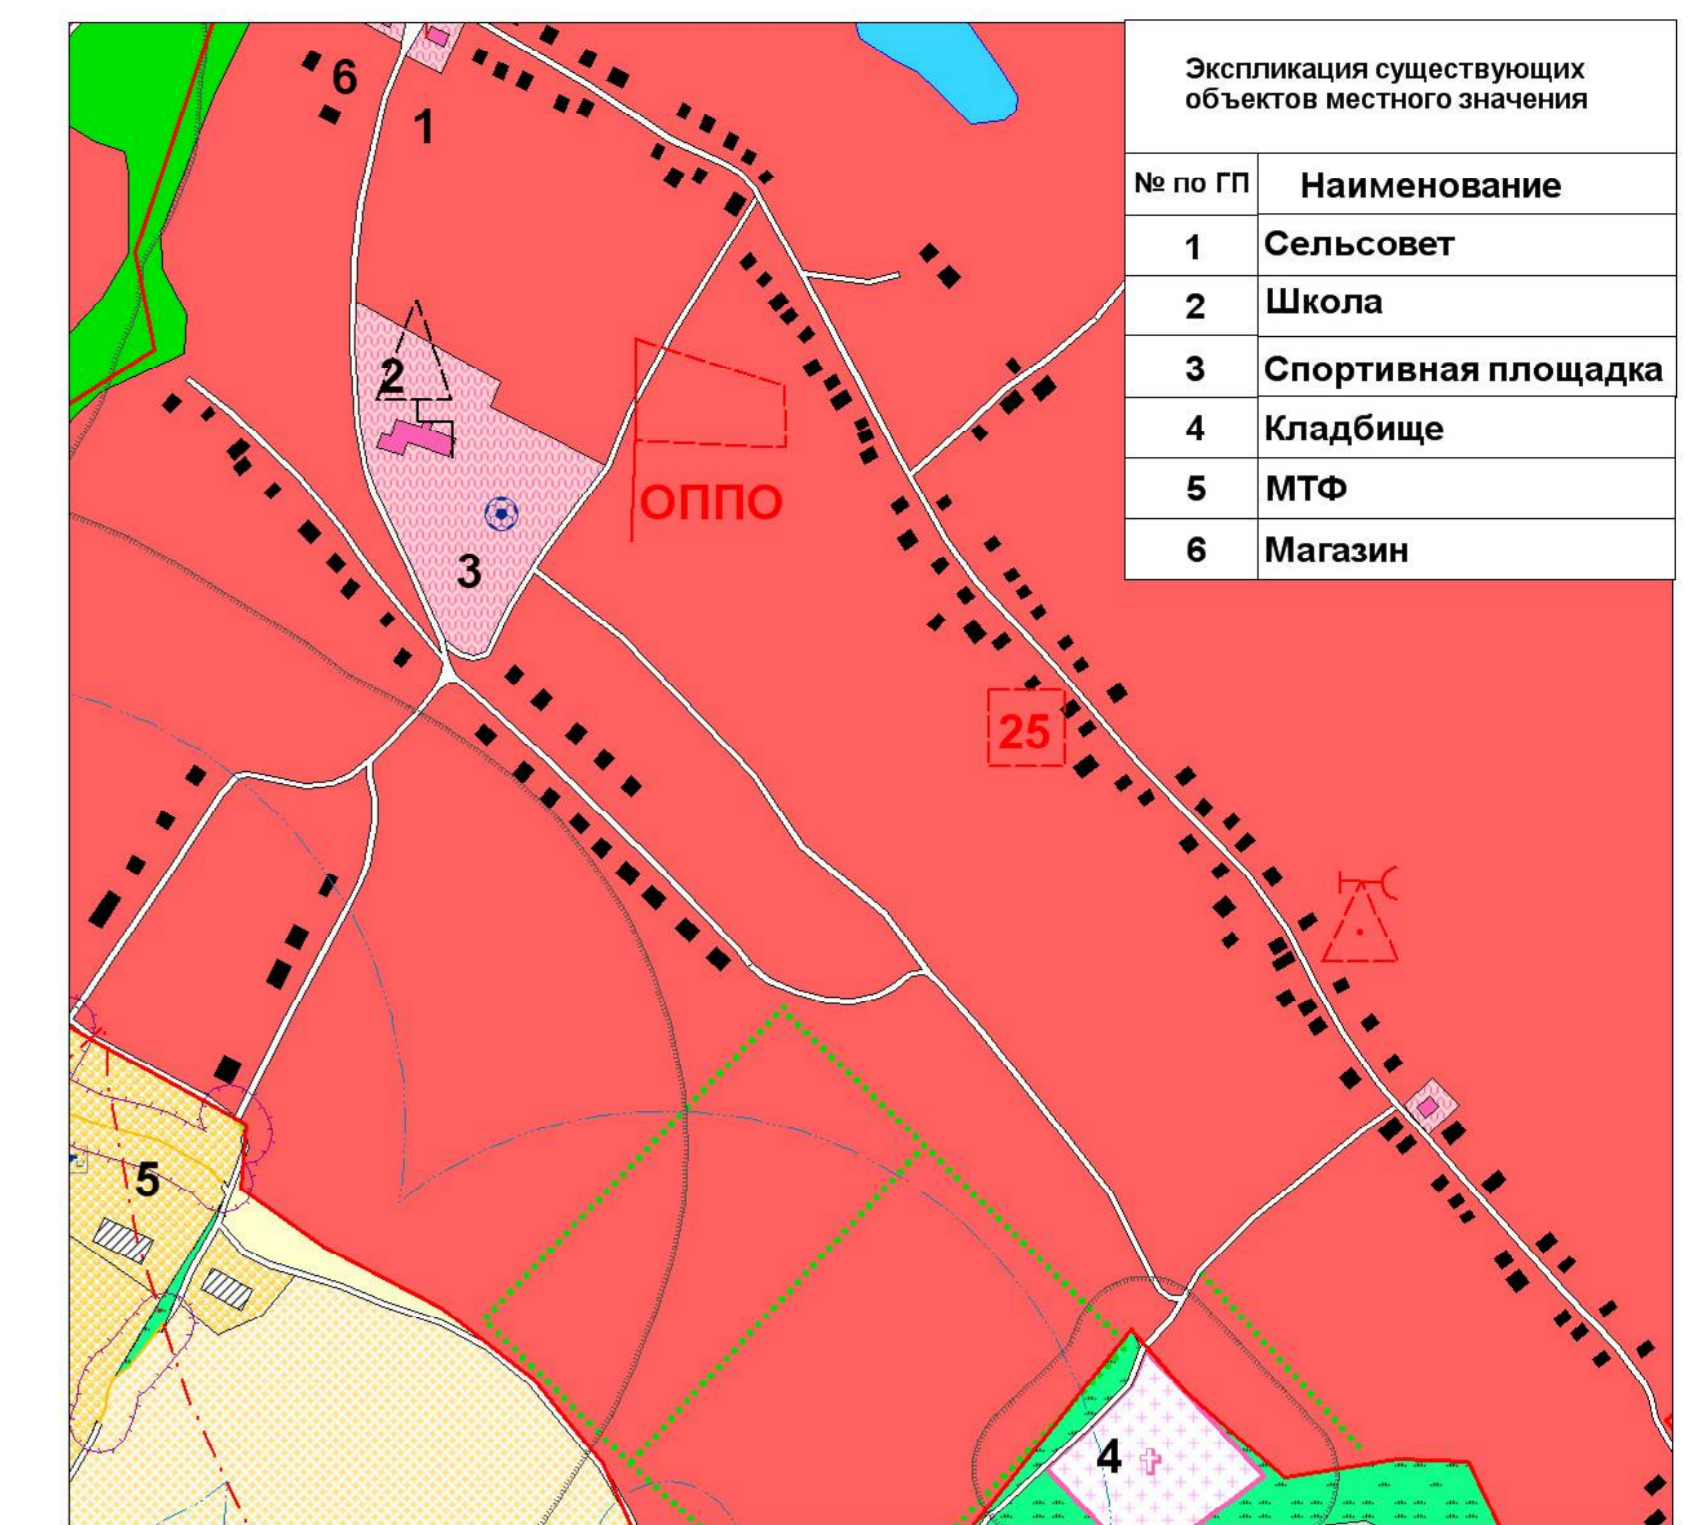 Экспликация существующих
объектов местного значения
№ по ГП Наименование
1 Сельсовет
2 Школа
3 Спортивная площадка
4 Кладбище
5 МТФ
6 Магазин
6
1
2
3
ОППО
25
5
4